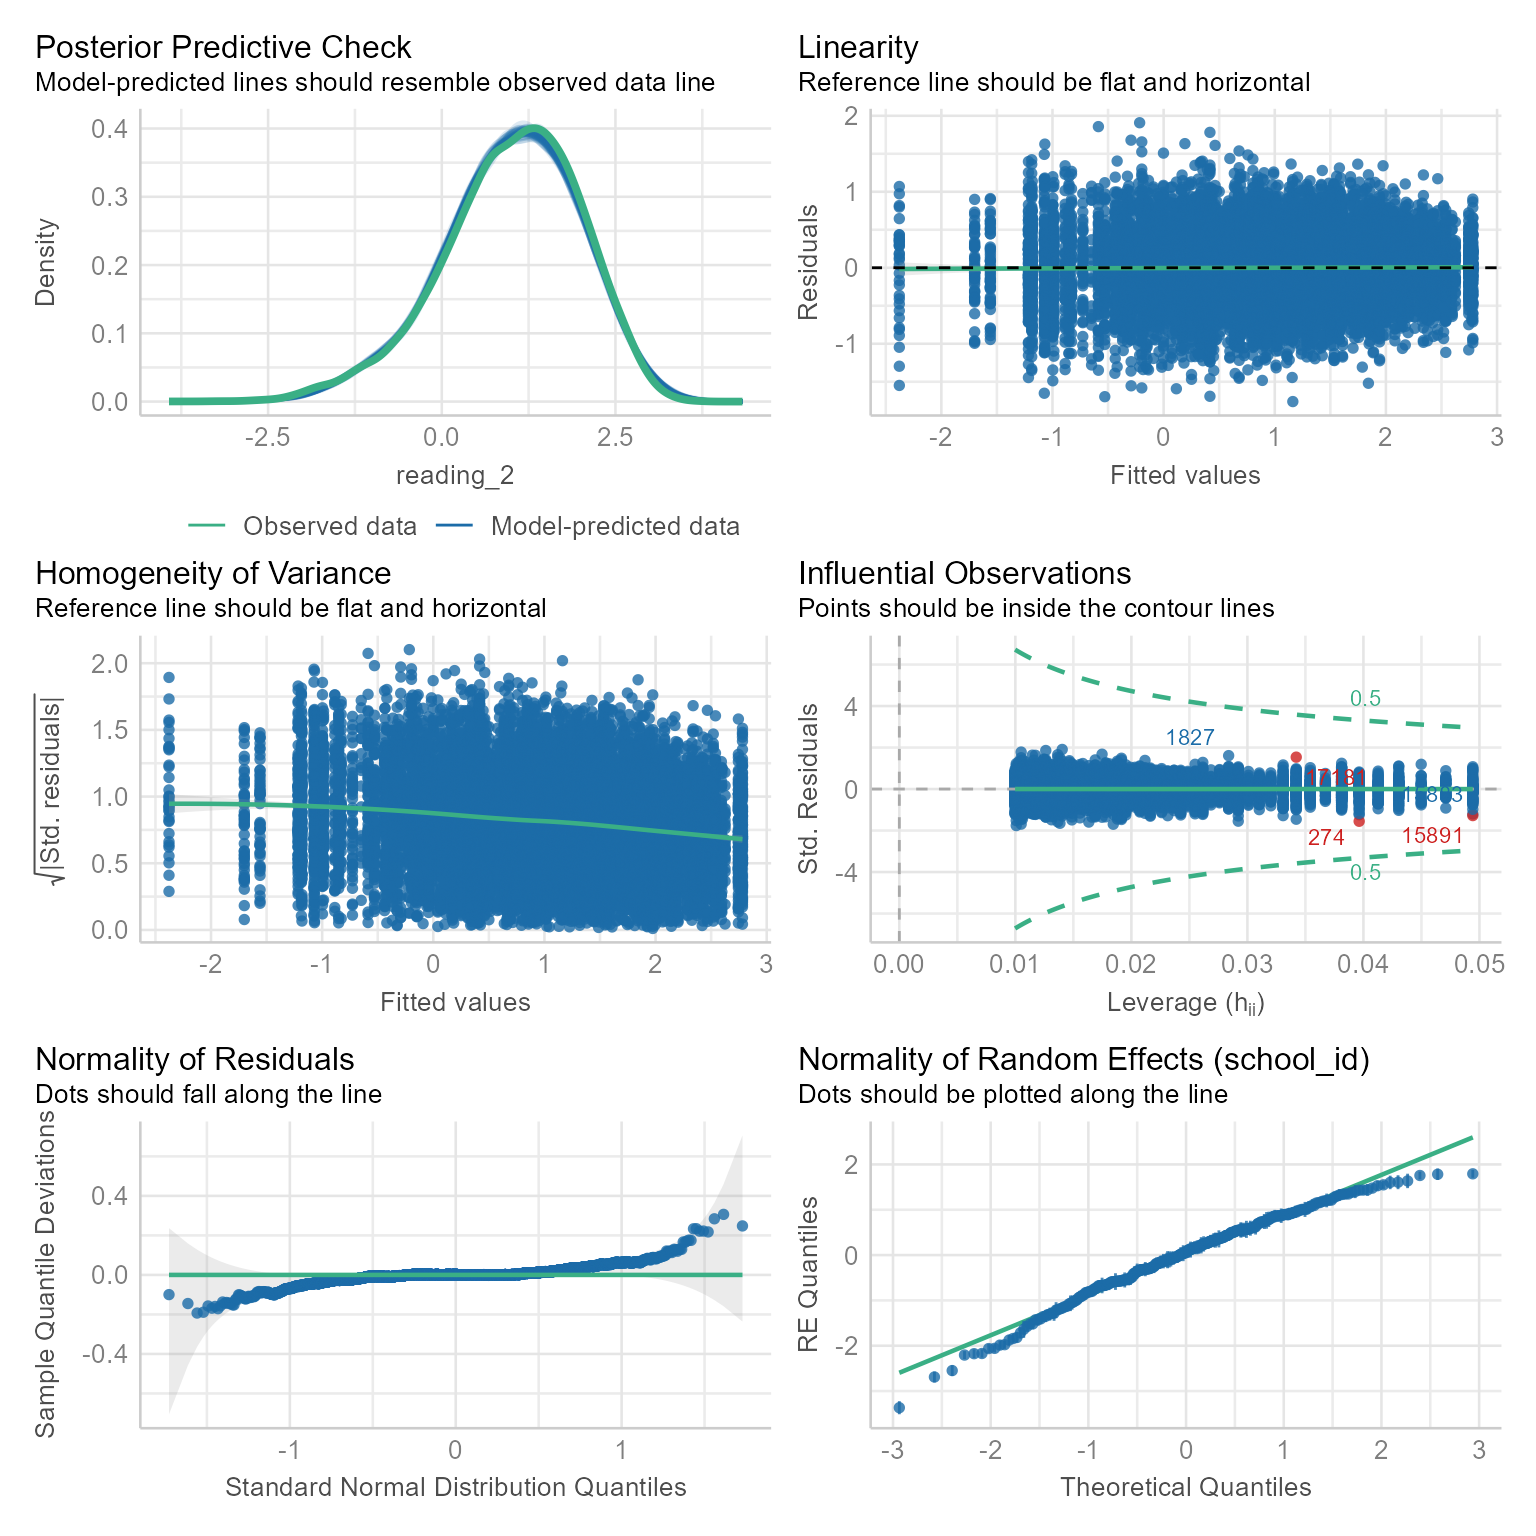 Posterior Predictive Check
Model-predicted lines should resemble observed data line
Density
0.4
0.3
0.2
0.1
0.0
-2.5
0.0
2.5
reading_2
Observed data
Model-predicted data
Linearity
Reference line should be flat and horizontal
Residuals
2
1
0
-1
-2
-1
0
1
2
3
Fitted values
Homogeneity of Variance
Reference line should be flat and horizontal
√|Std. residuals|
2.0
1.5
1.0
0.5
0.0
-2
-1
0
1
2
3
Fitted values
Influential Observations
Points should be inside the contour lines
Std. Residuals
4
0
-4
0.5
1827
17181
274
15891
0.5
0.00
0.01
0.02
0.03
0.04
0.05
Leverage (hii)
Normality of Residuals
Dots should fall along the line
Sample Quantile Deviations
0.4
0.0
-0.4
-1
0
1
Standard Normal Distribution Quantiles
Normality of Random Effects (school_id)
Dots should be plotted along the line
RE Quantiles
2
0
-2
-3
-2
-1
0
1
2
3
Theoretical Quantiles